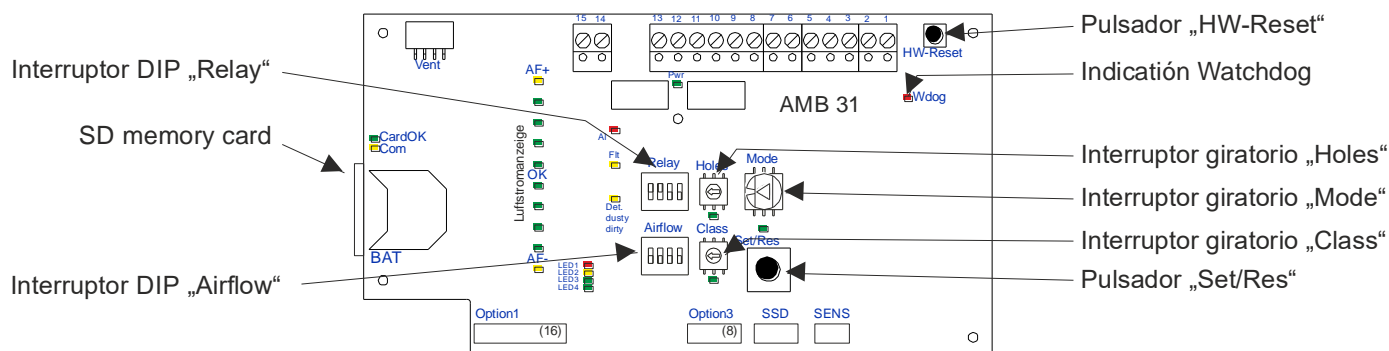 15 14 13 12 11 10 9 8 7 6 5 4 3 2 1
Pulsador „HW-Reset“
HW-Reset
Vent
Interruptor DIP „Relay“
AF+
Pwr
Indicatión Watchdog
Wdog
AMB 31
SD memory card
CardOK
Com
Al
Luftstromanzeige
Flt
Relay
Holes
Mode
Interruptor giratorio „Holes“
OK
Interruptor giratorio „Mode“
Det.
dusty
dirty
Airflow
Class
Set/Res
Interruptor giratorio „Class“
BAT
AF-
LED1
LED2
LED3
LED4
Interruptor DIP „Airflow“
Pulsador „Set/Res“
Option1
Option3
SSD
SENS
(16)
(8)